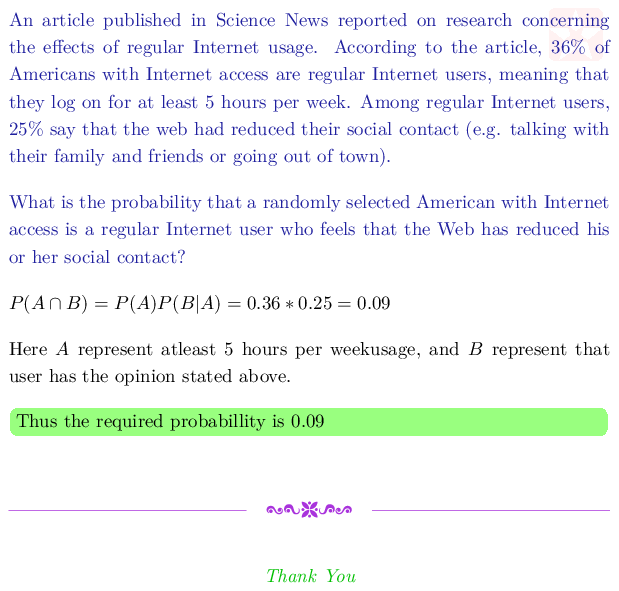 An article published in Science News reported on research concerning
the effects of regular Internet usage. According to the article, 36% of
Americans with Internet access are regular Internet users, meaning that
they log on for at least 5 hours per week. Among regular Internet users,
25% say that the web had reduced their social contact (e.g. talking with
their family and friends or going out of town).
What is the probability that a randomly selected American with Internet
access is a regular Internet user who feels that the Web has reduced his
or her social contact?
P(A ∩ B) = P(A)P(B|A) = 0.36 ∗ 0.25 = 0.09
Here A represent atleast 5 hours per weekusage, and B represent that
user has the opinion stated above.
Thus the required probabillity is 0.09
Thank You